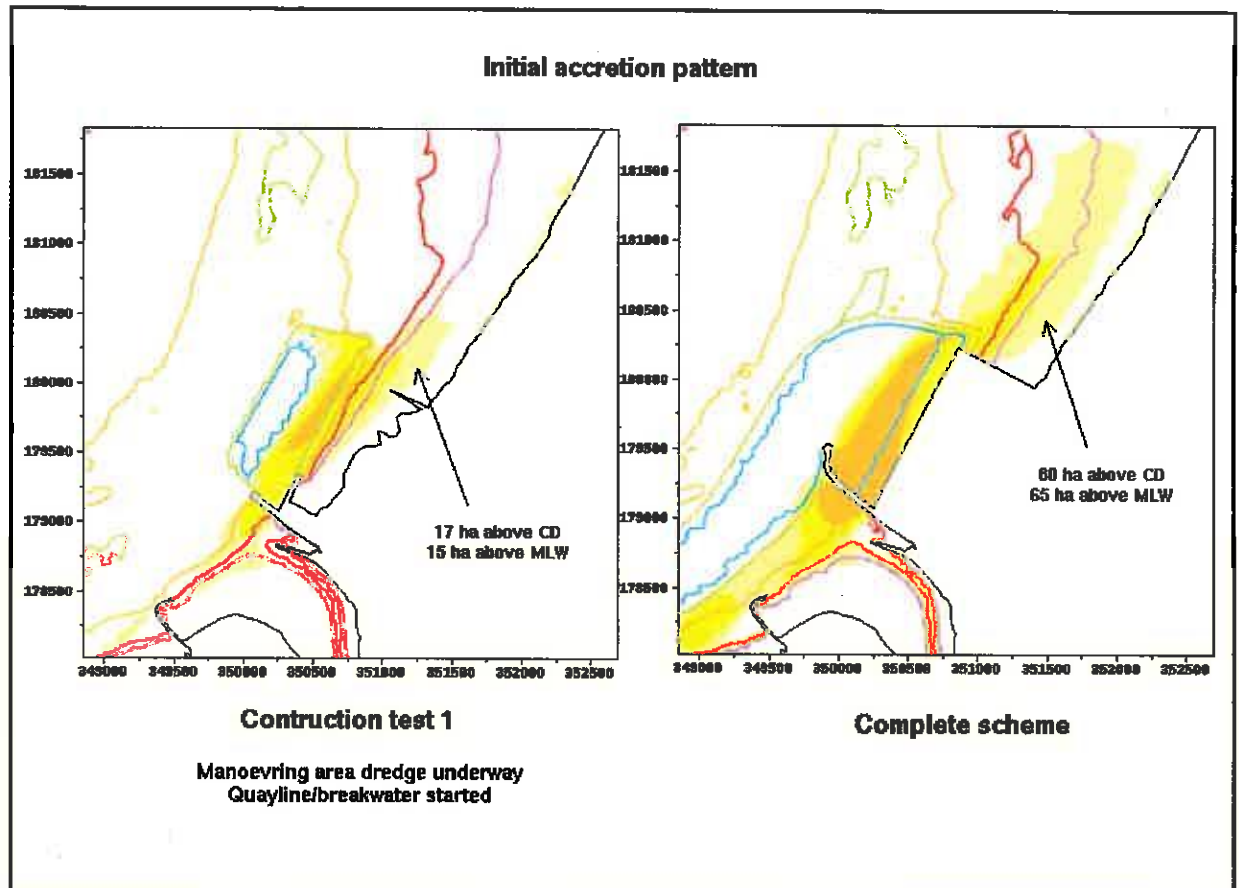 Initial accretion pattern
181500
181000
180500
180000
179500
179000
178500
349000 349500 350000 350500 351000 351500 352000 352500
17 ha above CD
15 ha above MLW
Contruction test 1
Manoevring area dredge underway
Quayline/breakwater started
181500
181000
180500
180000
179500
179000
178500
349000 349500 350000 350500 351000 351500 352000 352500
60 ha above CD
65 ha above MLW
Complete scheme